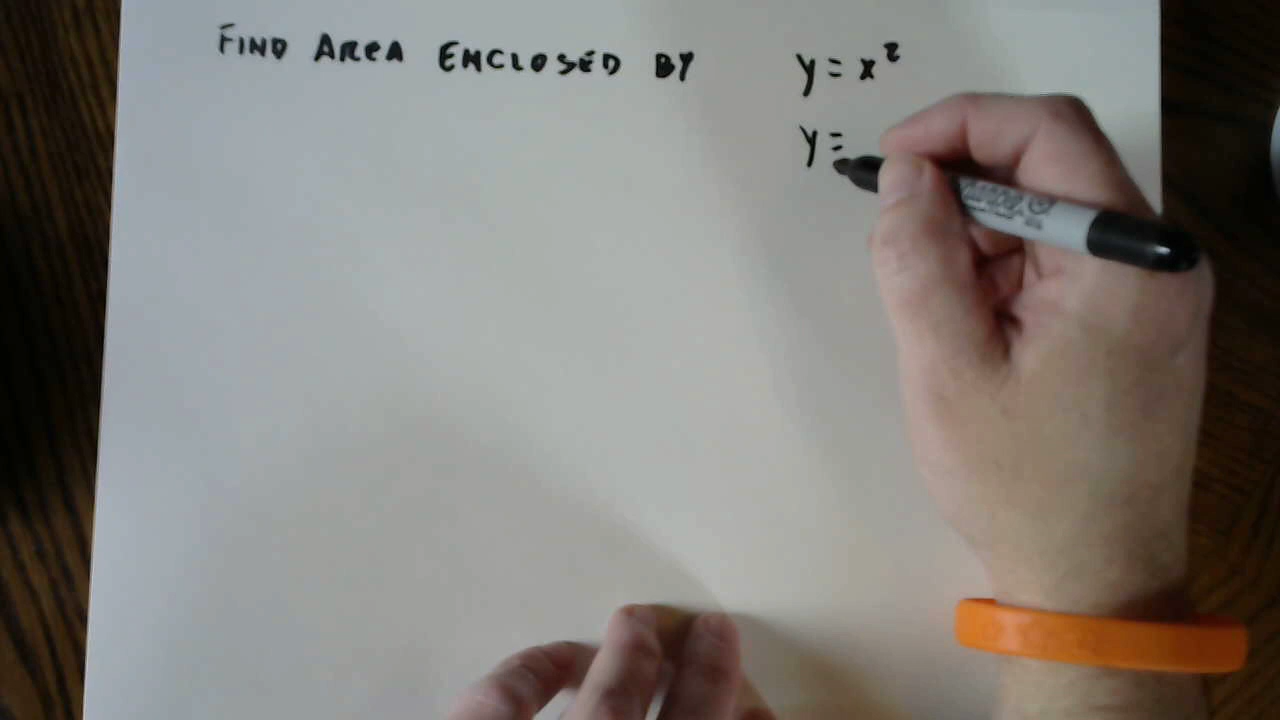 FIND AREA ENCLOSED BY y = x²
y =